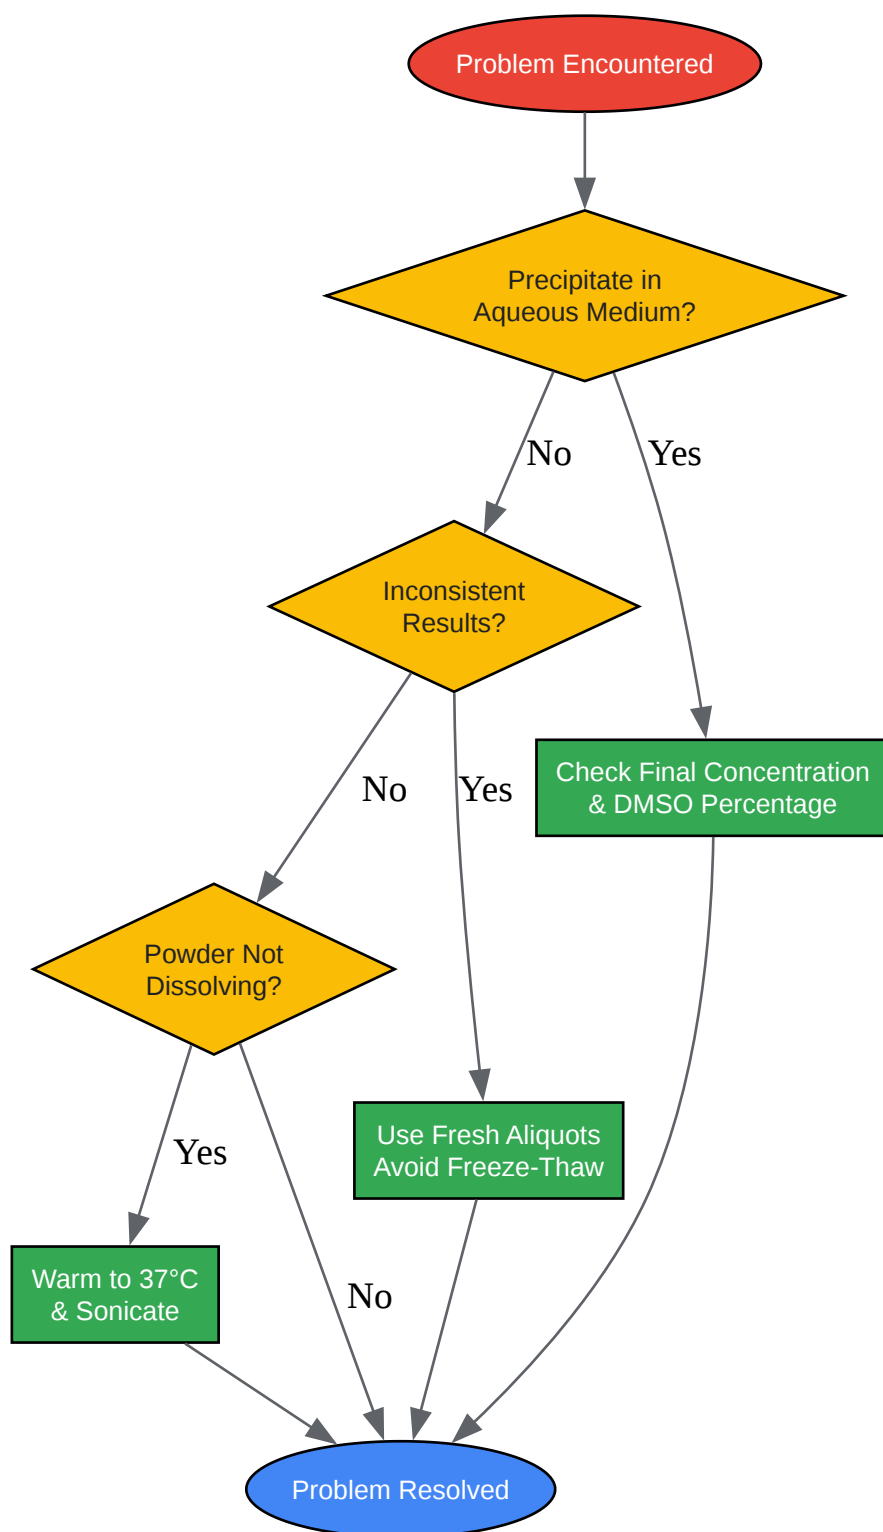 Problem Encountered
Precipitate in
Aqueous Medium?
No
Yes
Inconsistent
Results?
Check Final Concentration
& DMSO Percentage
No
Yes
Powder Not
Dissolving?
Use Fresh Aliquots
Avoid Freeze-Thaw
Yes
Warm to 37°C
& Sonicate
No
Problem Resolved